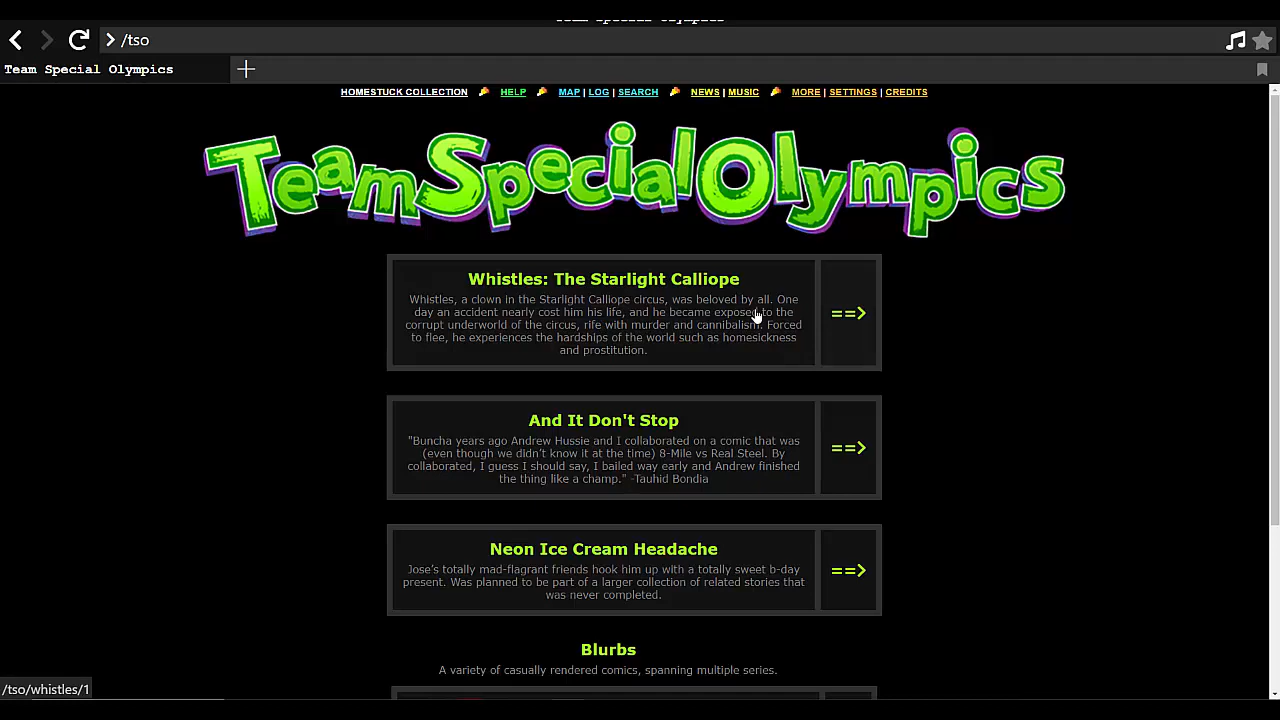 Team Special Olympics
/tso
Team Special Olympics
HOMESTUCK COLLECTION HELP MAP | LOG | SEARCH NEWS | MUSIC MORE | SETTINGS | CREDITS
Team Special Olympics
Whistles: The Starlight Calliope
Whistles, a clown in the Starlight Calliope circus, was beloved by all. One
day an accident nearly cost him his life, and he became exposed to the
corrupt underworld of the circus, rife with murder and cannibalism. Forced
to flee, he experiences the hardships of the world such as homesickness
and prostitution.
==>
And It Don't Stop
"Buncha years ago Andrew Hussie and I collaborated on a comic that was
(even though we didn't know it at the time) 8-Mile vs Real Steel. By
collaborated, I guess I should say, I bailed way early and Andrew finished
the thing like a champ." -Tauhid Bondia
==>
Neon Ice Cream Headache
Jose's totally mad-flagrant friends hook him up with a totally sweet b-day
present. Was planned to be part of a larger collection of related stories that
was never completed.
==>
Blurbs
A variety of casually rendered comics, spanning multiple series.
/tso/whistles/1